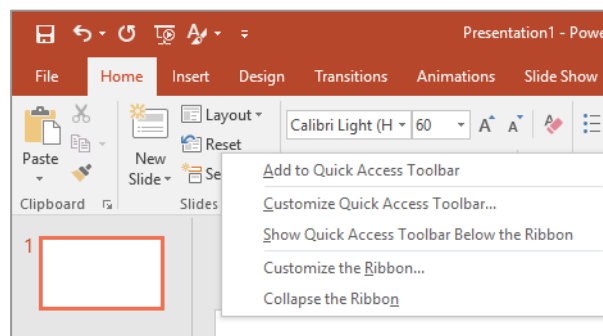 Presentation1 - Powe
File Home Insert Design Transitions Animations Slide Show
Layout
Calibri Light (H 60 A A A
Reset
Paste
New
Slide
Se
Clipboard
Slides
Add to Quick Access Toolbar
Customize Quick Access Toolbar...
Show Quick Access Toolbar Below the Ribbon
Customize the Ribbon...
Collapse the Ribbon
1